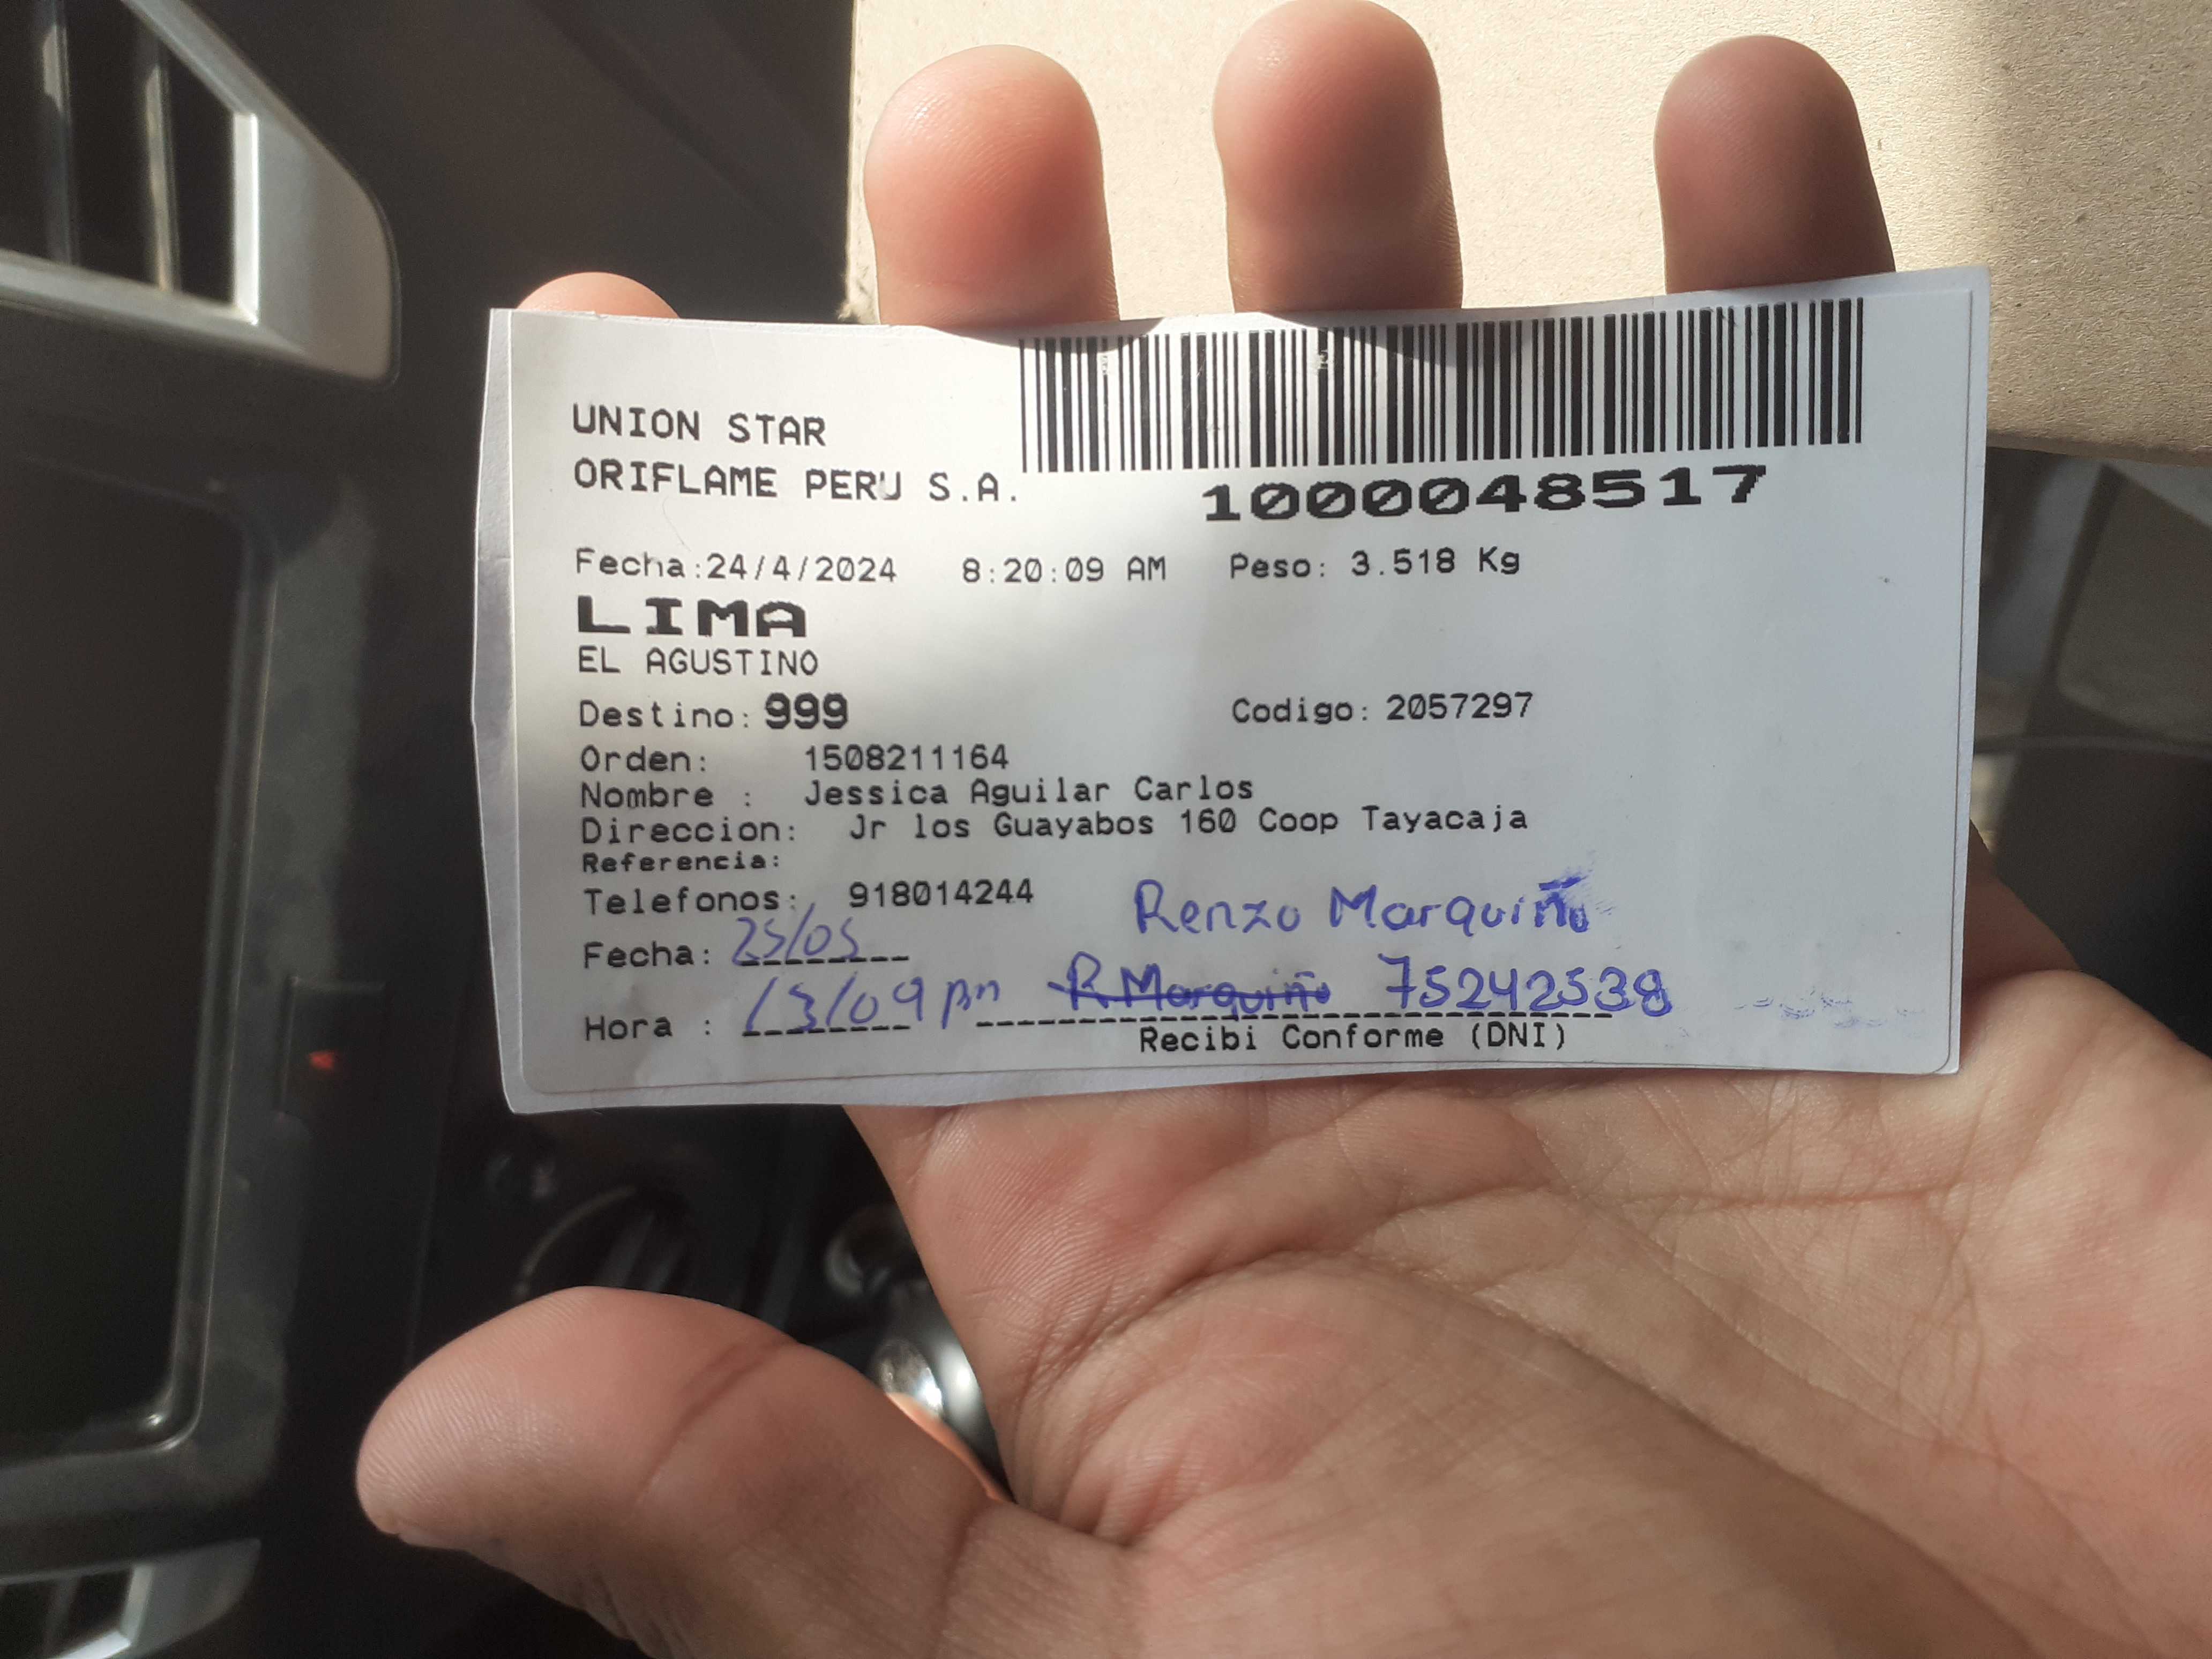 UNION STAR
ORIFLAME PERU S.A.
1000048517
Fecha:24/4/2024 8:20:09 AM Peso: 3.518 Kg
LIMA
EL AGUSTINO
Destino: 999 Codigo: 2057297
Orden: 1508211164
Nombre : Jessica Aguilar Carlos
Direccion: Jr los Guayabos 160 Coop Tayacaja
Referencia:
Telefonos: 918014244
Renzo Marquiño
Fecha: 25/05
Hora : 13/09 pm R Marquiño 75242538
Recibi Conforme (DNI)